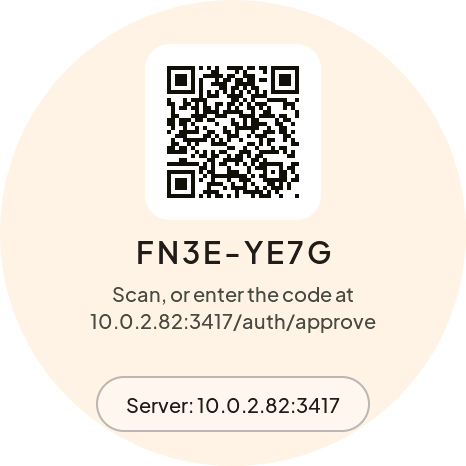 FN3E-YE7G
Scan, or enter the code at
10.0.2.82:3417/auth/approve
Server: 10.0.2.82:3417